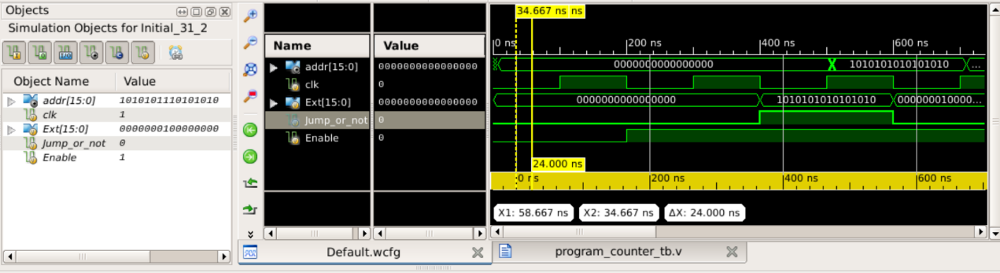 Objects
Simulation Objects for Initial_31_2
Object Name Value
addr[15:0] 1010101110101010
clk 1
Ext[15:0] 0000000100000000
Jump_or_not 0
Enable 1
Name Value
addr[15:0] 0000000000000000
clk 0
Ext[15:0] 0000000000000000
Jump_or_not 0
Enable 0
34.667 ns ns
0 ns 200 ns 400 ns 600 ns
0000000000000000 X 1010101010101010 ...
0000000000000000 1010101010101010 000000010000...
24.000 ns
0 ns 200 ns 400 ns 600 ns
X1: 58.667 ns X2: 34.667 ns ΔX: 24.000 ns
Default.wcfg program_counter_tb.v